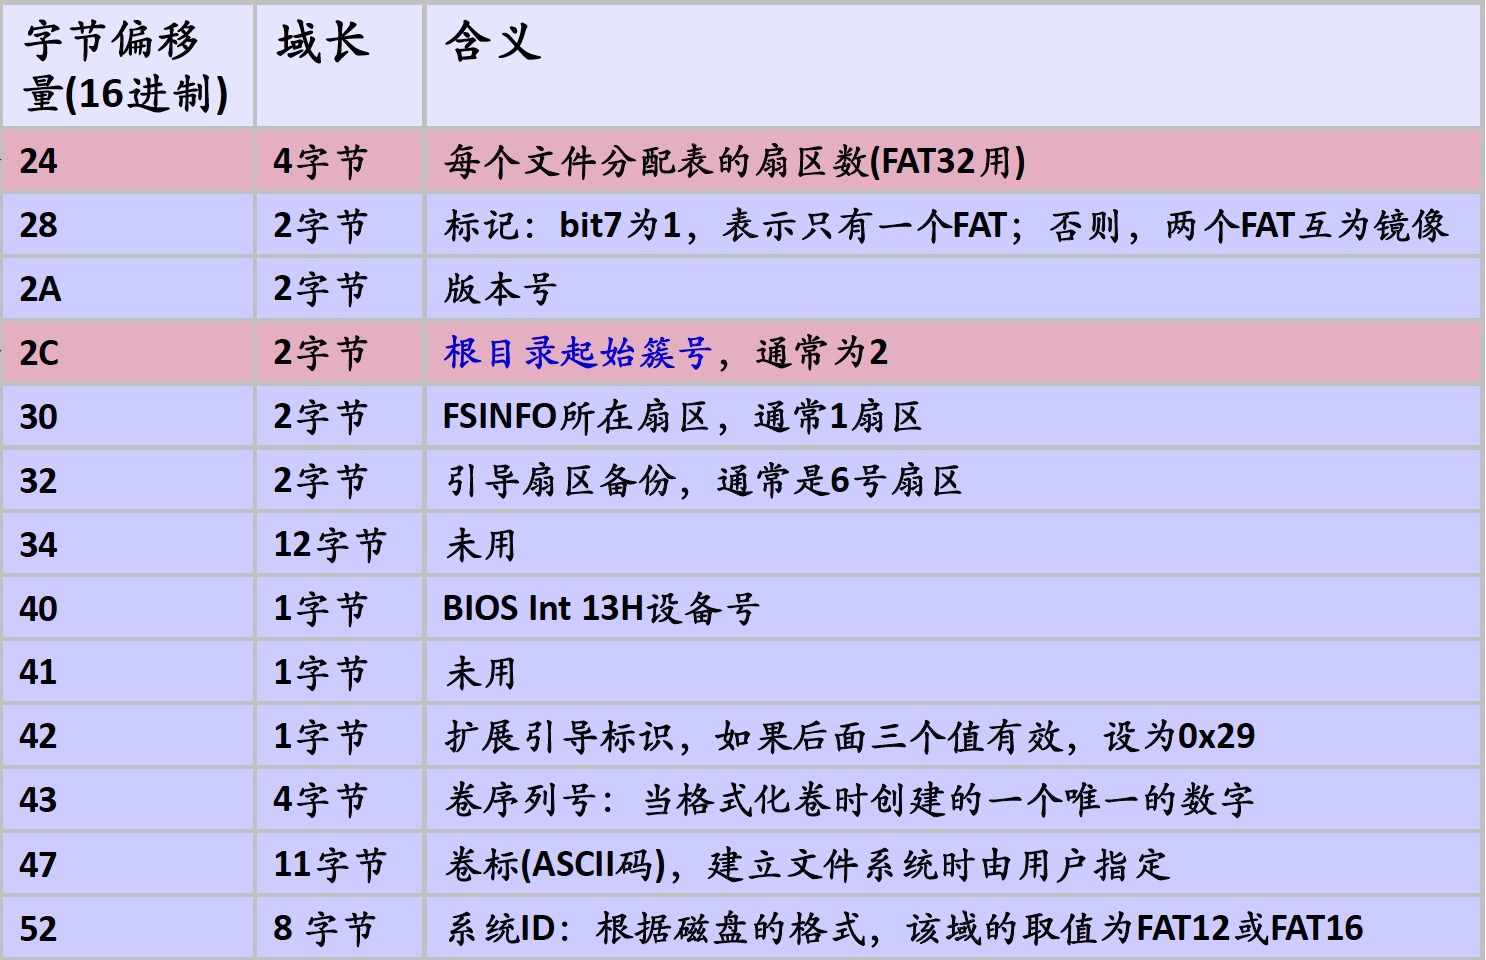 字节偏移量(16进制) 域长 含义
24 4字节 每个文件分配表的扇区数(FAT32用)
28 2字节 标记：bit7为1，表示只有一个FAT；否则，两个FAT互为镜像
2A 2字节 版本号
2C 2字节 根目录起始簇号，通常为2
30 2字节 FSINFO所在扇区，通常1扇区
32 2字节 引导扇区备份，通常是6号扇区
34 12字节 未用
40 1字节 BIOS Int 13H设备号
41 1字节 未用
42 1字节 扩展引导标识，如果后面三个值有效，设为0x29
43 4字节 卷序列号：当格式化卷时创建的一个唯一的数字
47 11字节 卷标(ASCII码)，建立文件系统时由用户指定
52 8 字节 系统ID：根据磁盘的格式，该域的取值为FAT12或FAT16